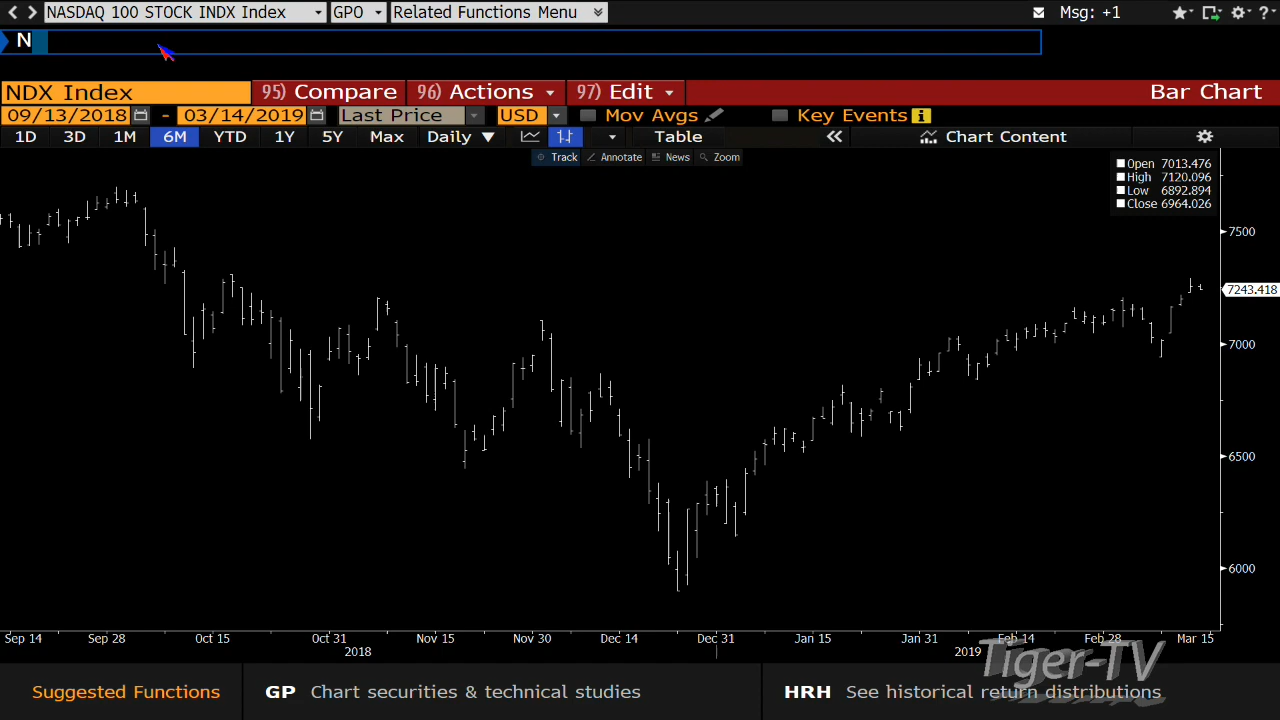 NASDAQ 100 STOCK INDX Index GPO Related Functions Menu Msg: +1 ?
N
NDX Index 95) Compare 96) Actions 97) Edit Bar Chart
09/13/2018 - 03/14/2019 Last Price USD Mov Avgs Key Events i
1D 3D 1M 6M YTD 1Y 5Y Max Daily Table Chart Content
Track Annotate News Zoom
Open 7013.476
High 7120.096
Low 6892.894
Close 6964.026
7500
7243.418
7000
6500
6000
Sep 14 Sep 28 Oct 15 Oct 31 Nov 15 Nov 30 Dec 14 Dec 31 Jan 15 Jan 31 Feb 14 Feb 28 Mar 15
2018 2019
Tiger-TV
Suggested Functions GP Chart securities & technical studies HRH See historical return distributions